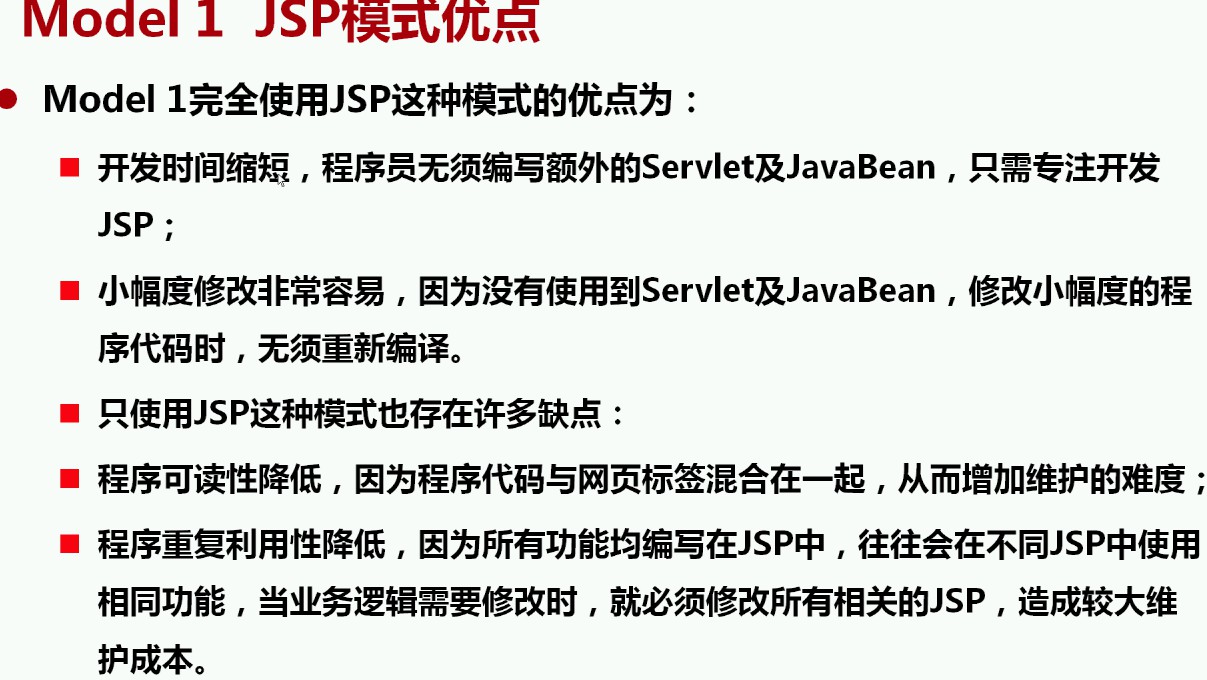 Model 1 JSP模式优点
Model 1完全使用JSP这种模式的优点为：
开发时间缩短，程序员无须编写额外的Servlet及JavaBean，只需专注开发
JSP；
小幅度修改非常容易，因为没有使用到Servlet及JavaBean，修改小幅度的程
序代码时，无须重新编译。
只使用JSP这种模式也存在许多缺点：
程序可读性降低，因为程序代码与网页标签混合在一起，从而增加维护的难度；
程序重复利用性降低，因为所有功能均编写在JSP中，往往会在不同JSP中使用
相同功能，当业务逻辑需要修改时，就必须修改所有相关的JSP，造成较大维
护成本。